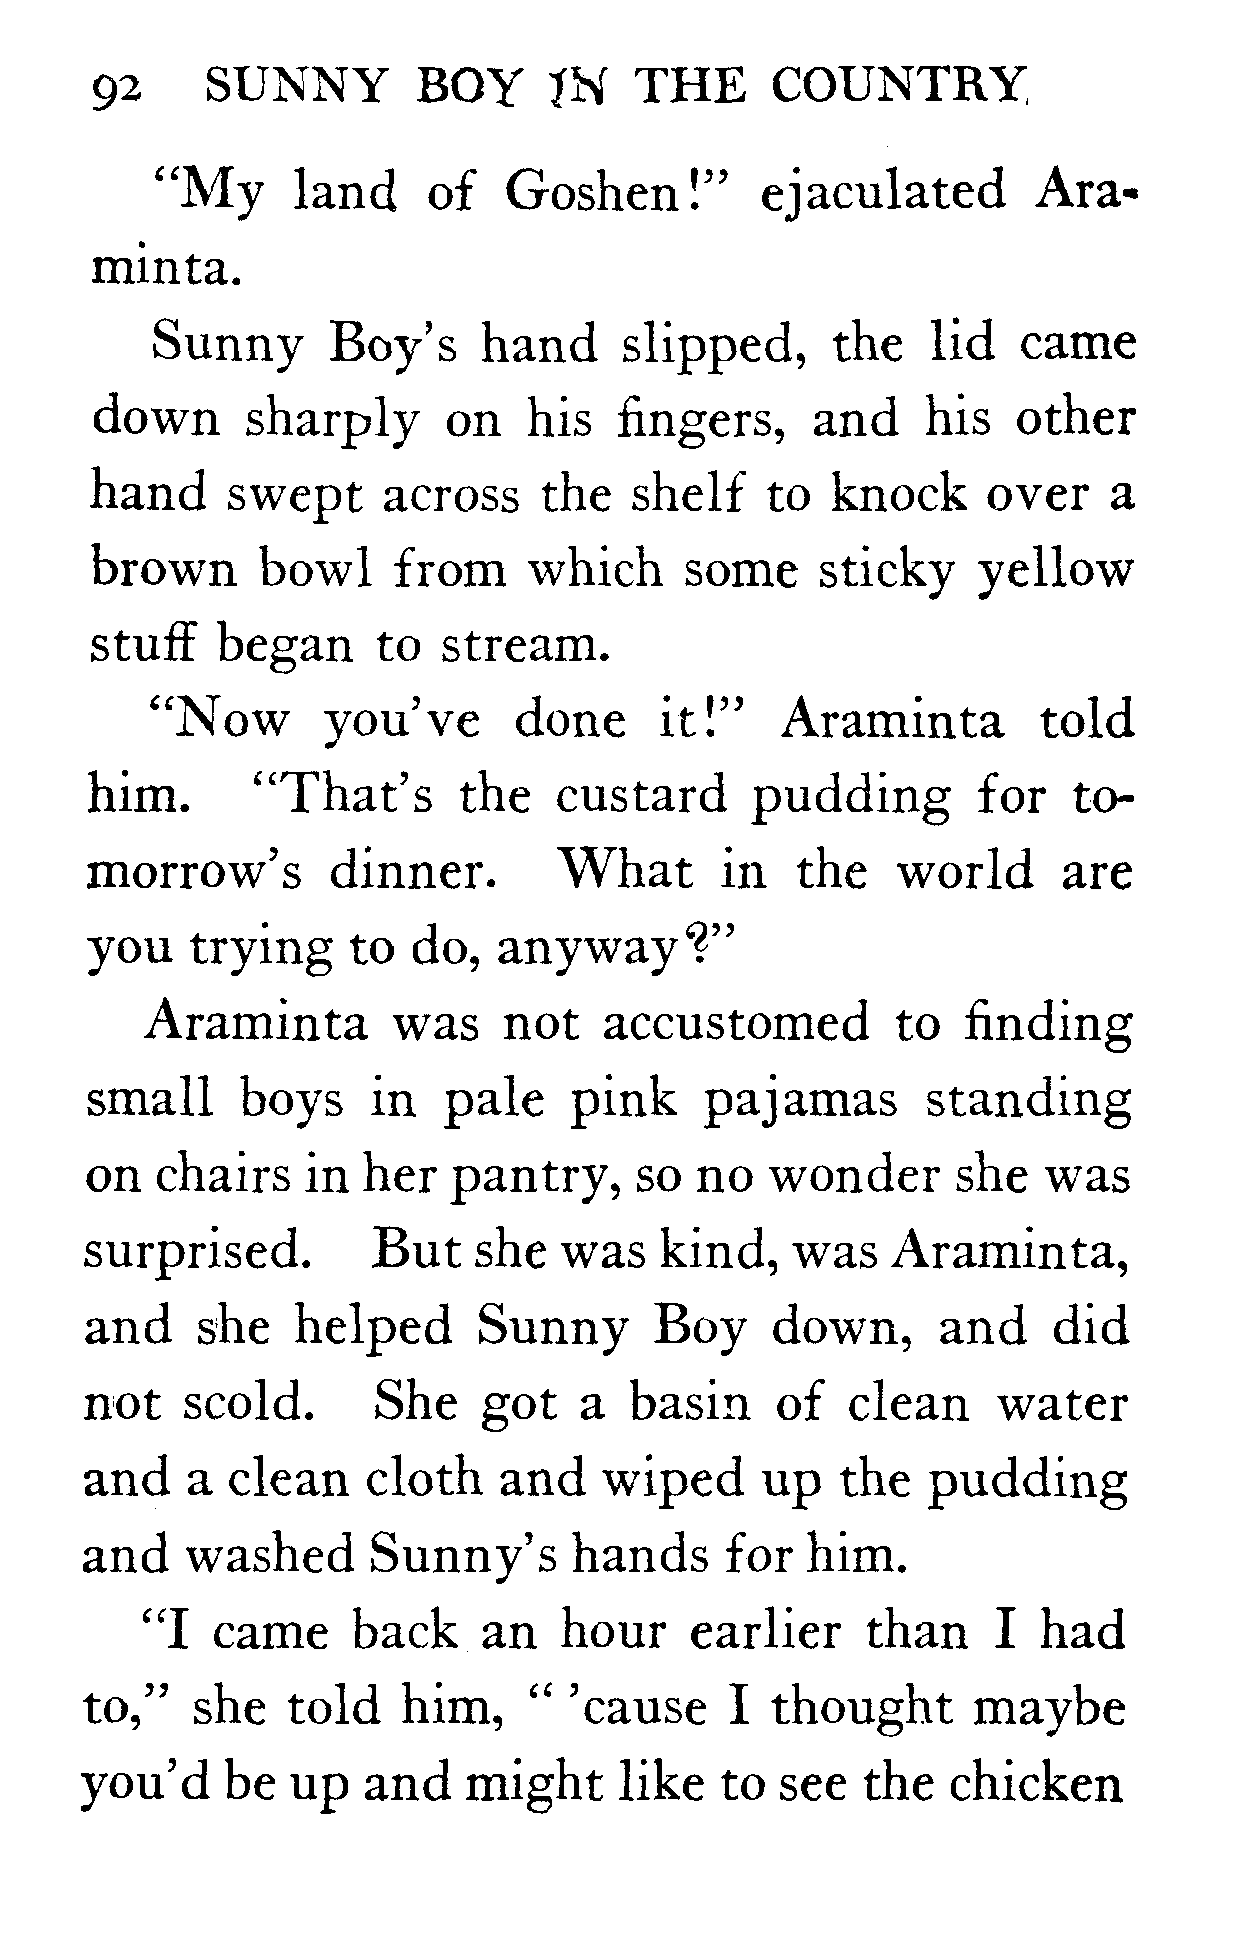 92 SUNNY BOY IN THE COUNTRY
“My land of Goshen!” ejaculated Ara-
minta.
Sunny Boy’s hand slipped, the lid came
down sharply on his fingers, and his other
hand swept across the shelf to knock over a
brown bowl from which some sticky yellow
stuff began to stream.
“Now you’ve done it!” Araminta told
him. “That’s the custard pudding for to-
morrow’s dinner. What in the world are
you trying to do, anyway?”
Araminta was not accustomed to finding
small boys in pale pink pajamas standing
on chairs in her pantry, so no wonder she was
surprised. But she was kind, was Araminta,
and she helped Sunny Boy down, and did
not scold. She got a basin of clean water
and a clean cloth and wiped up the pudding
and washed Sunny’s hands for him.
“I came back an hour earlier than I had
to,” she told him, “ ’cause I thought maybe
you’d be up and might like to see the chicken